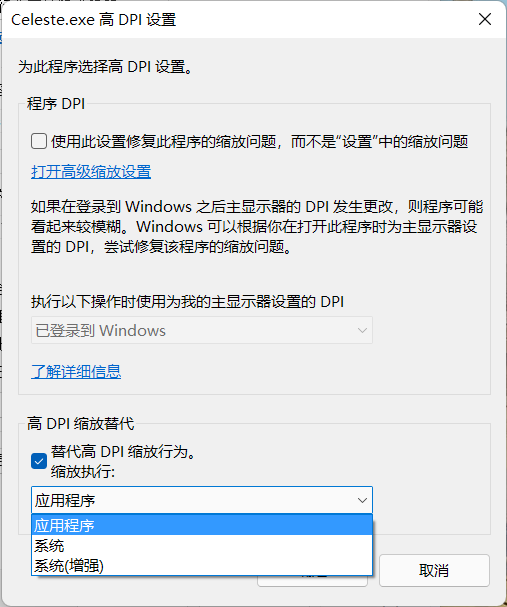 Celeste.exe 高 DPI 设置
为此程序选择高 DPI 设置。
程序 DPI
使用此设置修复此程序的缩放问题，而不是“设置”中的缩放问题
打开高级缩放设置
如果在登录到 Windows 之后主显示器的 DPI 发生更改，则程序可能
看起来较模糊。Windows 可以根据你在打开此程序时为主显示器设
置的 DPI，尝试修复该程序的缩放问题。
执行以下操作时使用为我的主显示器设置的 DPI
已登录到 Windows
了解详细信息
高 DPI 缩放替代
替代高 DPI 缩放行为。
缩放执行:
应用程序
应用程序
系统
系统(增强)
取消